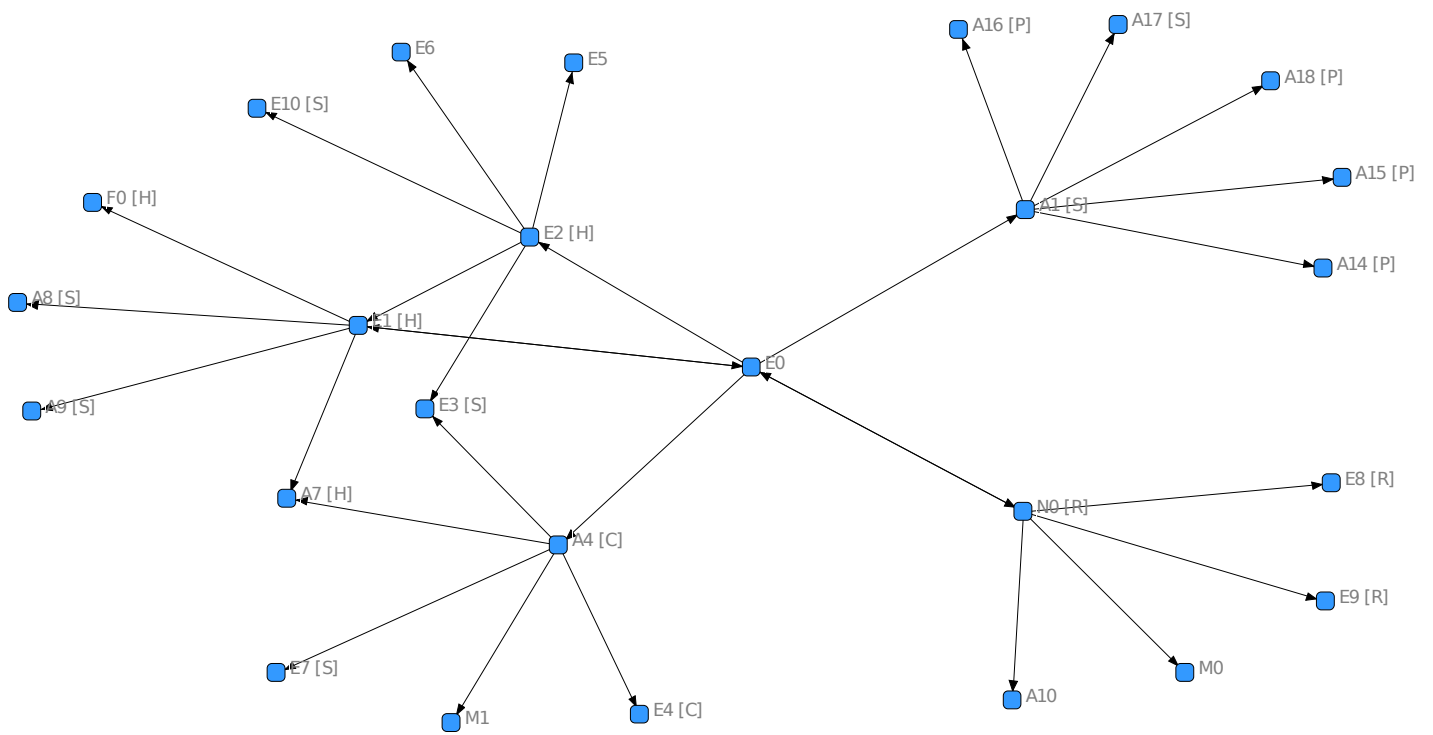 A16 [P]
A17 [S]
E6
E5
A18 [P]
E10 [S]
A15 [P]
F0 [H]
A1 [S]
E2 [H]
A14 [P]
A8 [S]
E1 [H]
E0
E3 [S]
A9 [S]
E8 [R]
A7 [H]
N0 [R]
A4 [C]
E9 [R]
E7 [S]
M0
A10
E4 [C]
M1